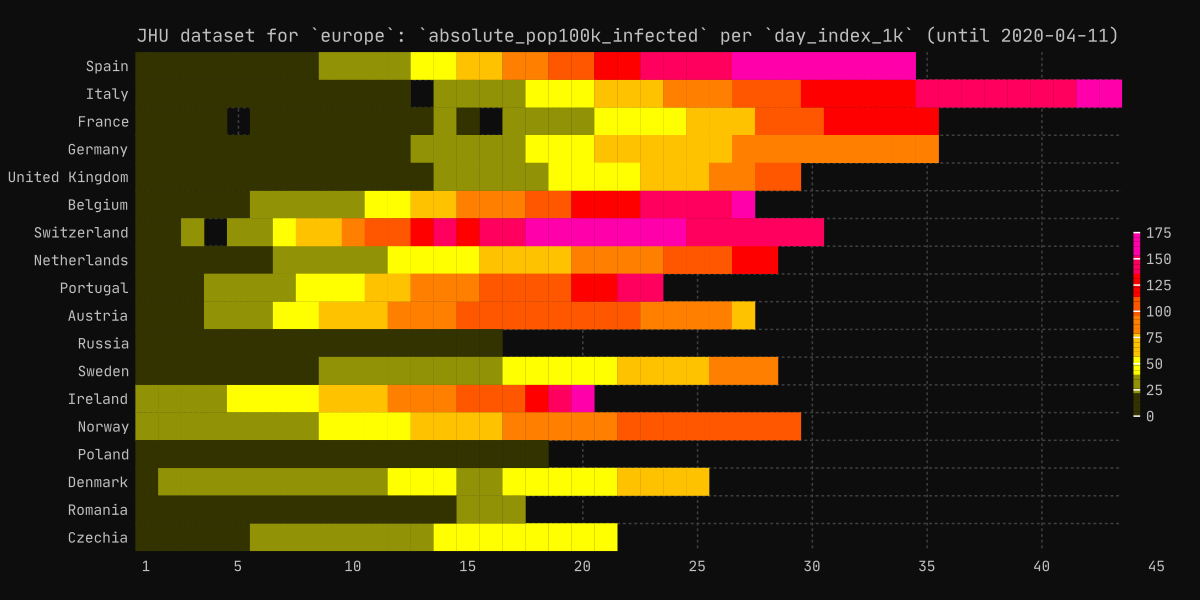 JHU dataset for `europe`: `absolute_pop100k_infected` per `day_index_1k` (until 2020-04-11)
Spain
Italy
France
Germany
United Kingdom
Belgium
Switzerland
Netherlands
Portugal
Austria
Russia
Sweden
Ireland
Norway
Poland
Denmark
Romania
Czechia
175
150
125
100
75
50
25
0
1 5 10 15 20 25 30 35 40 45